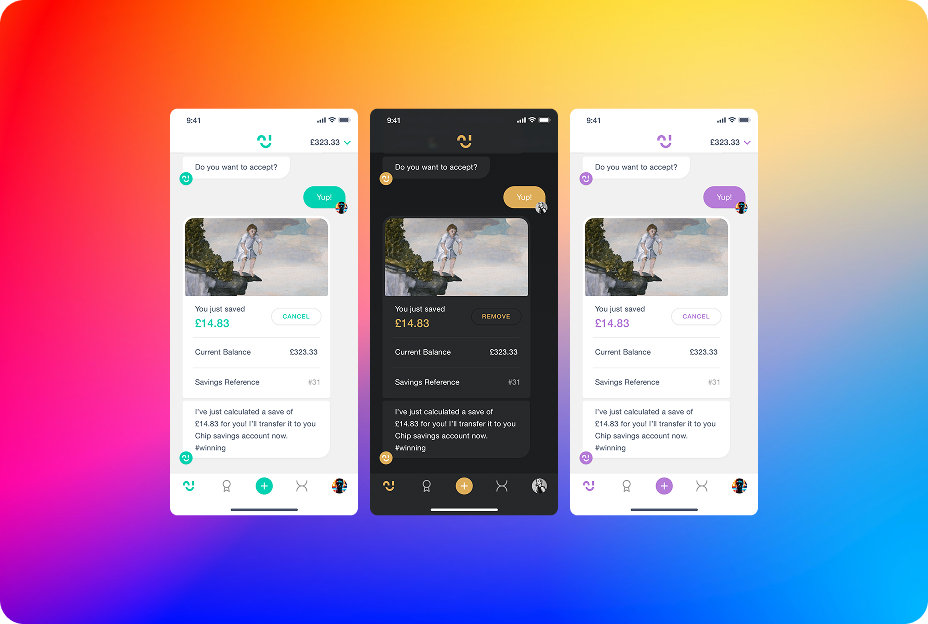 9:41
£323.33
Do you want to accept?
Yup!
You just saved
£14.83
CANCEL
Current Balance
£323.33
Savings Reference
#31
I've just calculated a save of
£14.83 for you! I'll transfer it to you
Chip savings account now.
#winning
9:41
Do you want to accept?
Yup!
You just saved
£14.83
REMOVE
Current Balance
£323.33
Savings Reference
#31
I've just calculated a save of
£14.83 for you! I'll transfer it to you
Chip savings account now.
#winning
9:41
£323.33
Do you want to accept?
Yup!
You just saved
£14.83
CANCEL
Current Balance
£323.33
Savings Reference
#31
I've just calculated a save of
£14.83 for you! I'll transfer it to you
Chip savings account now.
#winning